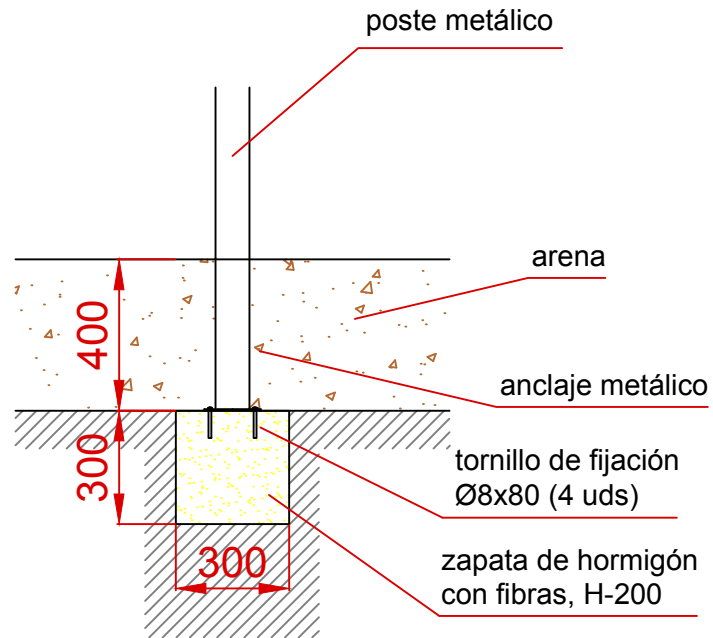 poste metálico
arena
400
anclaje metálico
300
tornillo de fijación
Ø8x80 (4 uds)
300
zapata de hormigón
con fibras, H-200